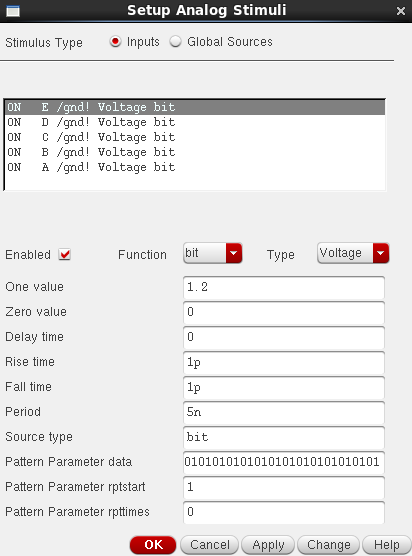 Setup Analog Stimuli
Stimulus Type Inputs Global Sources
ON E /gnd! Voltage bit
ON D /gnd! Voltage bit
ON C /gnd! Voltage bit
ON B /gnd! Voltage bit
ON A /gnd! Voltage bit
Enabled Function bit Type Voltage
One value 1.2
Zero value 0
Delay time 0
Rise time 1p
Fall time 1p
Period 5n
Source type bit
Pattern Parameter data 01010101010101010101010101010101
Pattern Parameter rptstart 1
Pattern Parameter rpttimes 0
OK Cancel Apply Change Help